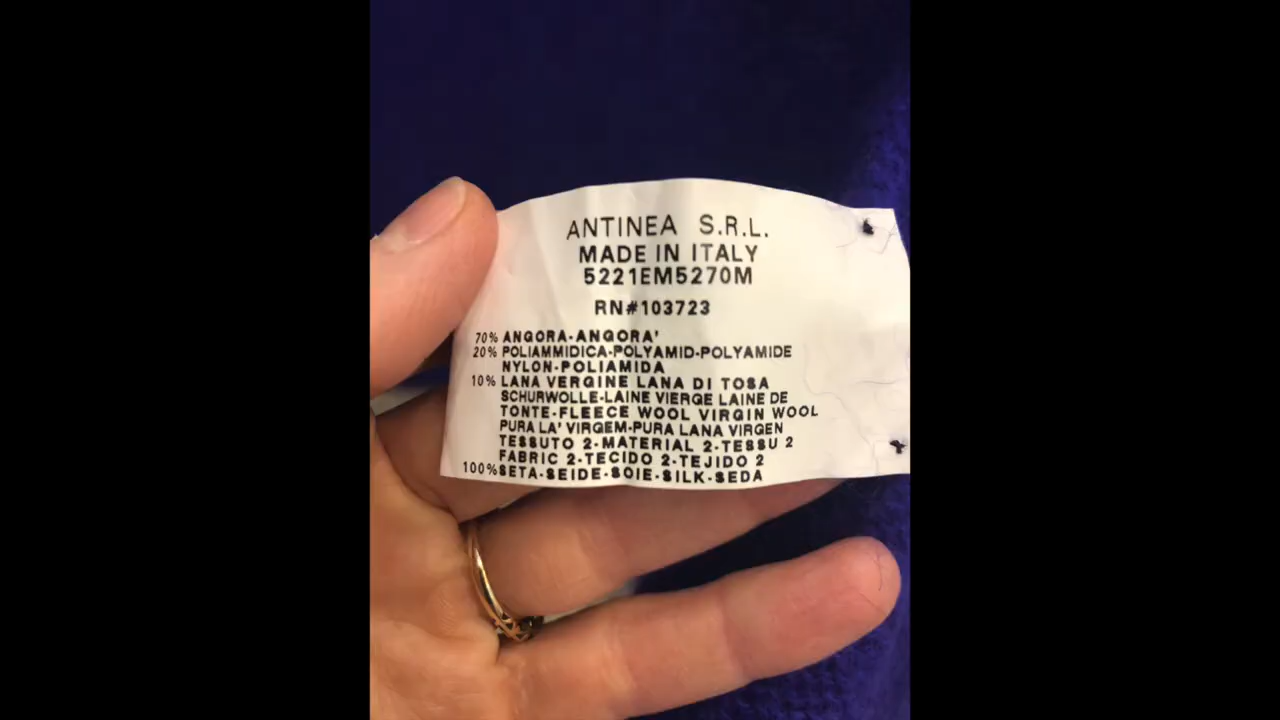 ANTINEA S.R.L.
MADE IN ITALY
5221EM5270M
RN#103723
70% ANGORA-ANGORA'
20% POLIAMMIDICA-POLYAMID-POLYAMIDE
NYLON-POLIAMIDA
10% LANA VERGINE LANA DI TOSA
SCHURWOLLE-LAINE VIERGE LAINE DE
TONTE-FLEECE WOOL VIRGIN WOOL
PURA LA' VIRGEM-PURA LANA VIRGEN
TESSUTO 2-MATERIAL 2-TESSU 2
FABRIC 2-TECIDO 2-TEJIDO 2
100% SETA-SEIDE-SOIE-SILK-SEDA